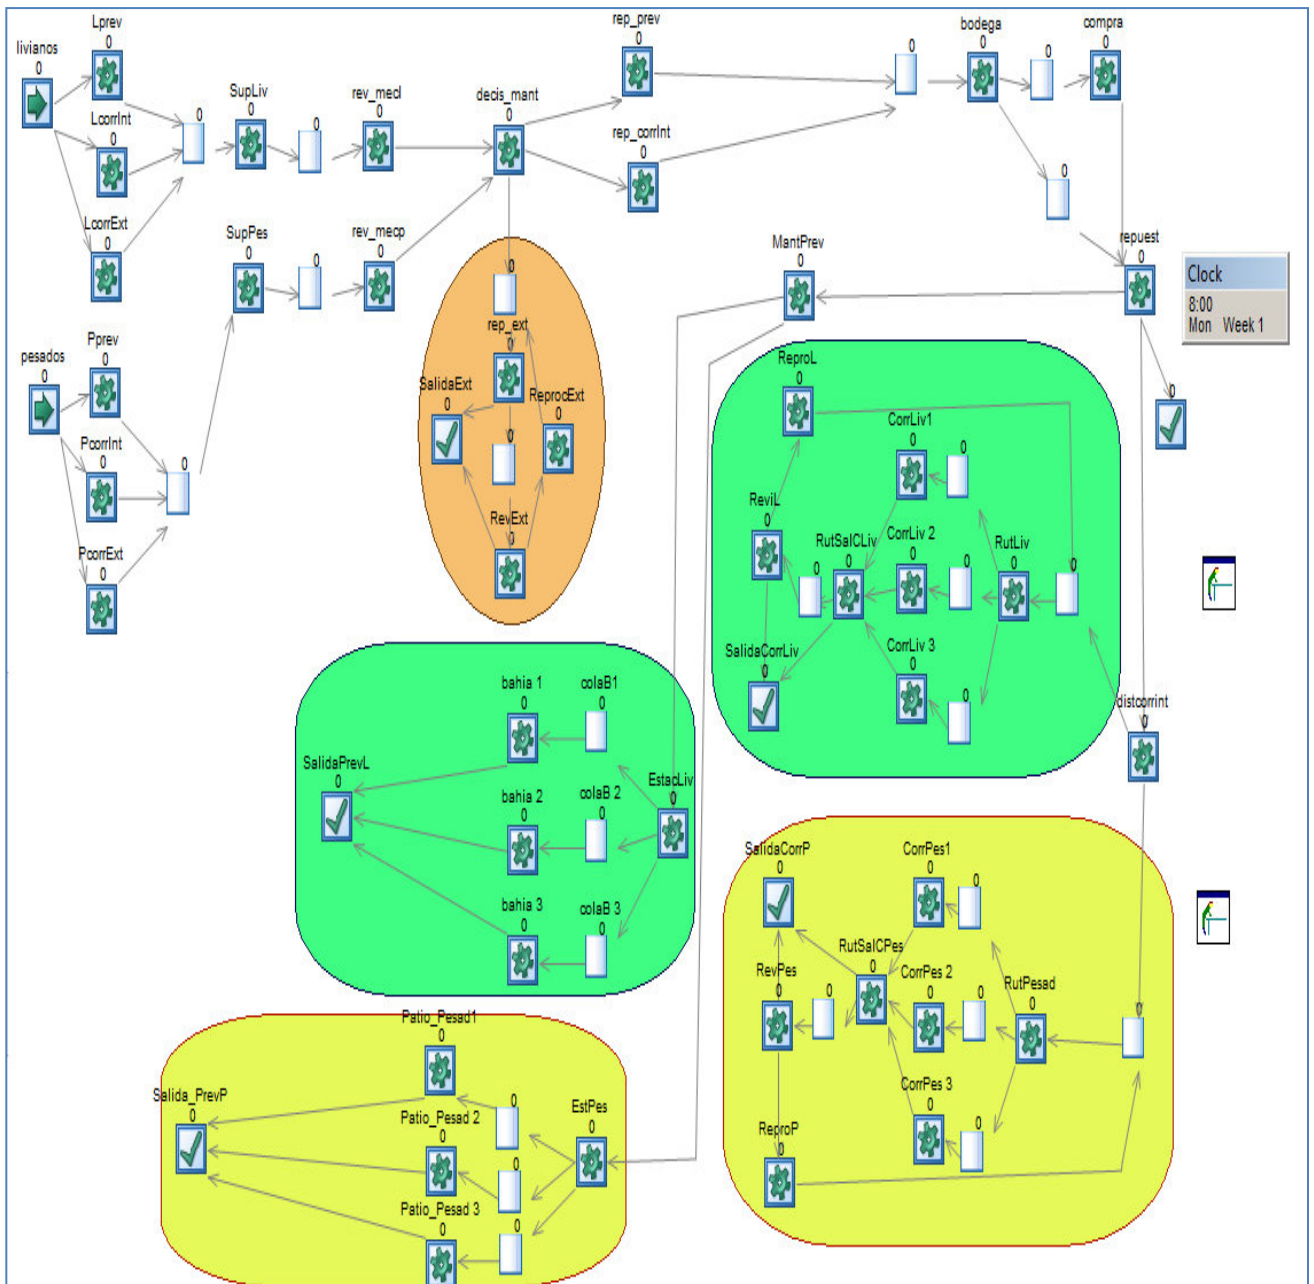 livianos
0
Lprev
0
LcorrInt
0
LcorrExt
0
0
SupLiv
0
0
rev_mecl
0
decis_mant
0
rep_prev
0
rep_corrInt
0
0
bodega
0
0
compra
0
0
SupPes
0
0
rev_mecp
0
MantPrev
0
repuest
0
Clock
8:00
Mon Week 1
0
pesados
0
Pprev
0
PcorrInt
0
PcorrExt
0
0
0
rep_ext
0
SalidaExt
0
ReprocExt
0
0
RevExt
0
ReproL
0
CorrLiv1
0
0
ReviL
0
RutSalCLiv
0
CorrLiv 2
0
0
RutLiv
0
0
0
SalidaCorrLiv
0
CorrLiv 3
0
0
distcorrint
0
bahia 1
0
colaB1
0
SalidaPrevL
0
bahia 2
0
colaB 2
0
EstacLiv
0
bahia 3
0
colaB 3
0
SalidaCorrP
0
CorrPes1
0
0
RutSalCPes
0
RevPes
0
0
CorrPes 2
0
0
RutPesad
0
0
CorrPes 3
0
0
ReproP
0
Patio_Pesad1
0
Salida_PrevP
0
Patio_Pesad 2
0
0
EstPes
0
0
Patio_Pesad 3
0
0